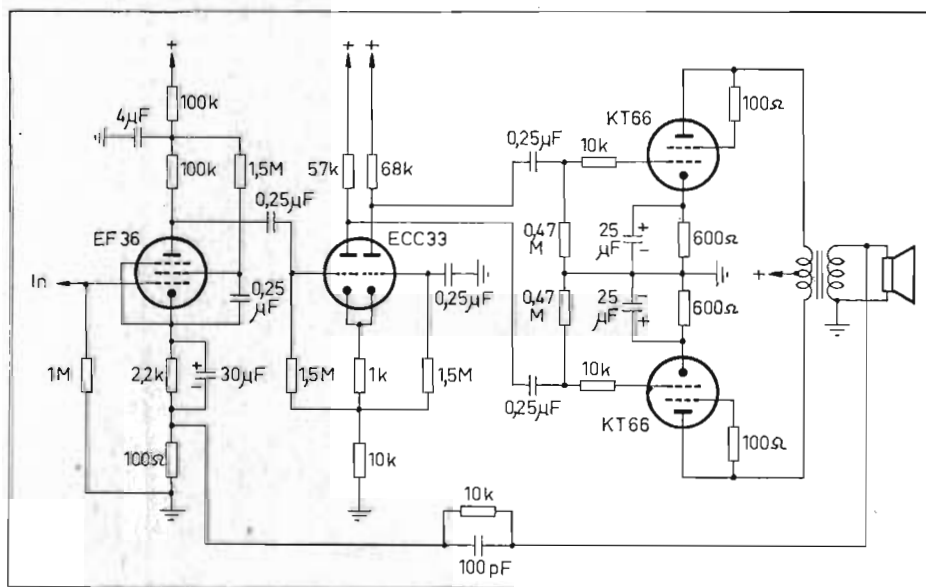 +
100k
4µF
100k
1,5M
0,25µF
EF36
In
0,25
µF
1M
2,2k
30µF
100Ω
+
+
57k
68k
ECC33
0,25µF
1,5M
1k
1,5M
10k
0,25µF
10k
KT66
100Ω
0,47
M
25
µF
600Ω
0,47
M
25
µF
600Ω
+
0,25µF
10k
KT66
100Ω
10k
100pF